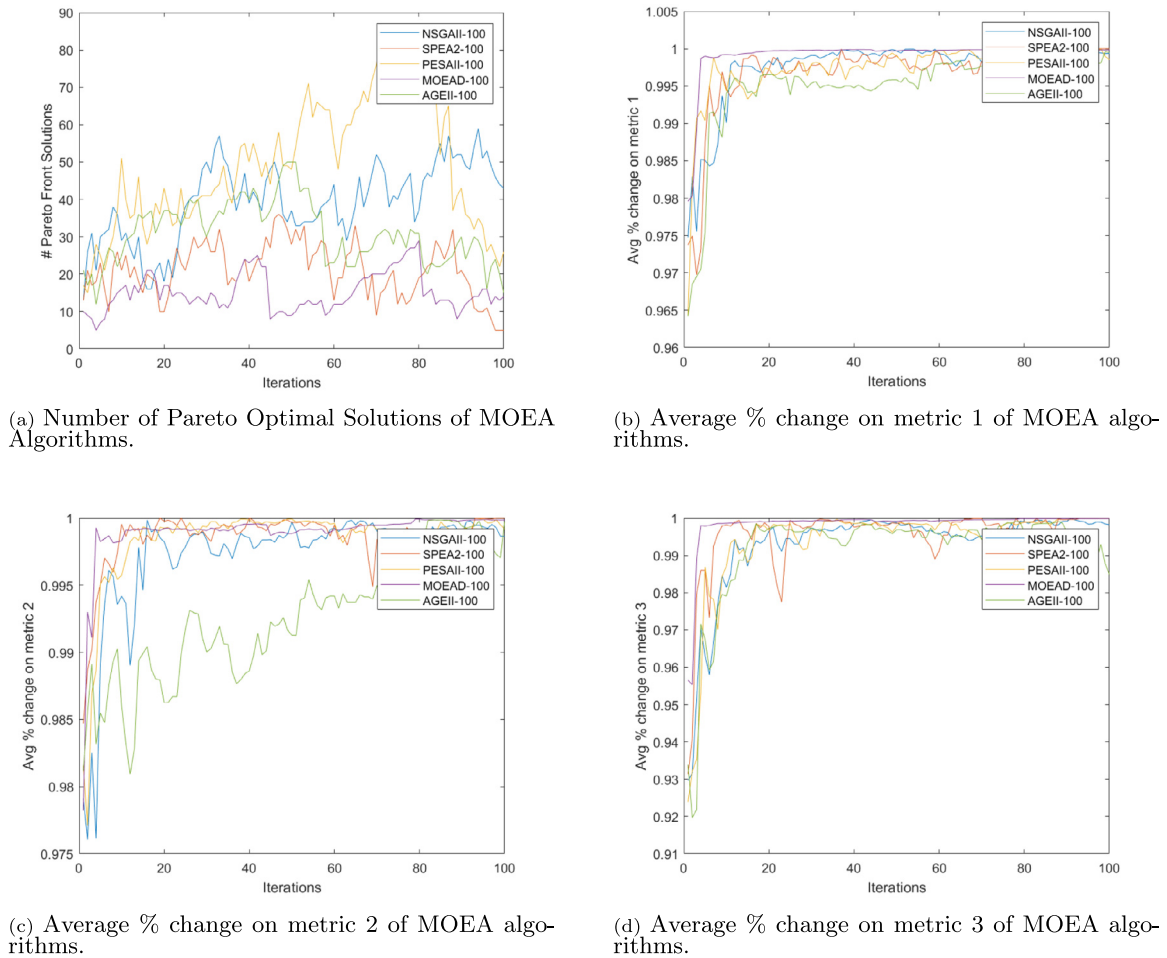 90
80
70
60
50
40
30
20
10
0
# Pareto Front Solutions
NSGAII-100
SPEA2-100
PESAII-100
MOEAD-100
AGEII-100
0 20 40 60 80 100
Iterations
(a) Number of Pareto Optimal Solutions of MOEA
Algorithms.
1.005
1
0.995
0.99
0.985
0.98
0.975
0.97
0.965
0.96
Avg % change on metric 1
NSGAII-100
SPEA2-100
PESAII-100
MOEAD-100
AGEII-100
0 20 40 60 80 100
Iterations
(b) Average % change on metric 1 of MOEA algo-
rithms.
1
0.995
0.99
0.985
0.98
0.975
Avg % change on metric 2
NSGAII-100
SPEA2-100
PESAII-100
MOEAD-100
AGEII-100
0 20 40 60 80 100
Iterations
(c) Average % change on metric 2 of MOEA algo-
rithms.
1
0.99
0.98
0.97
0.96
0.95
0.94
0.93
0.92
0.91
Avg % change on metric 3
NSGAII-100
SPEA2-100
PESAII-100
MOEAD-100
AGEII-100
0 20 40 60 80 100
Iterations
(d) Average % change on metric 3 of MOEA algo-
rithms.